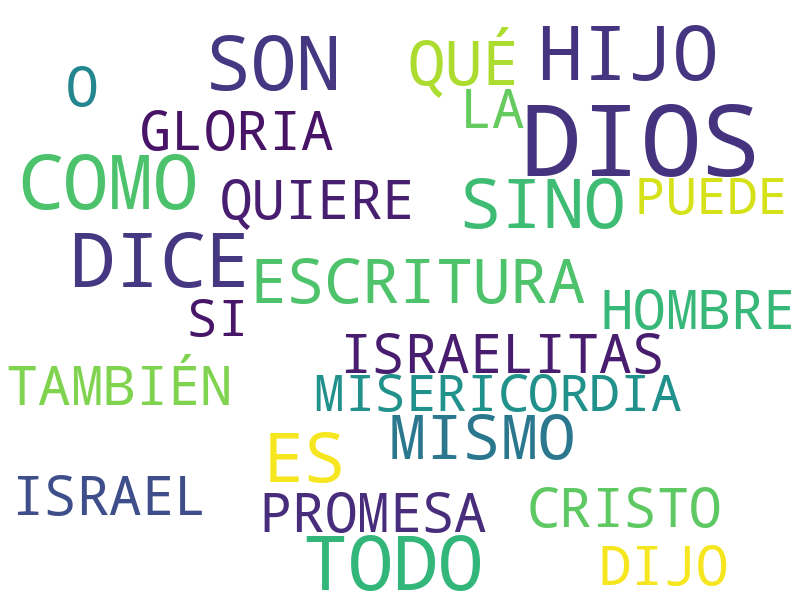 O
SON
QUÉ
HIJO
GLORIA
LA
DIOS
COMO
QUIERE
SINO
PUEDE
DICE
ESCRITURA
SI
HOMBRE
ISRAELITAS
TAMBIÉN
MISERICORDIA
MISMO
ES
ISRAEL
PROMESA
CRISTO
TODO
DIJO